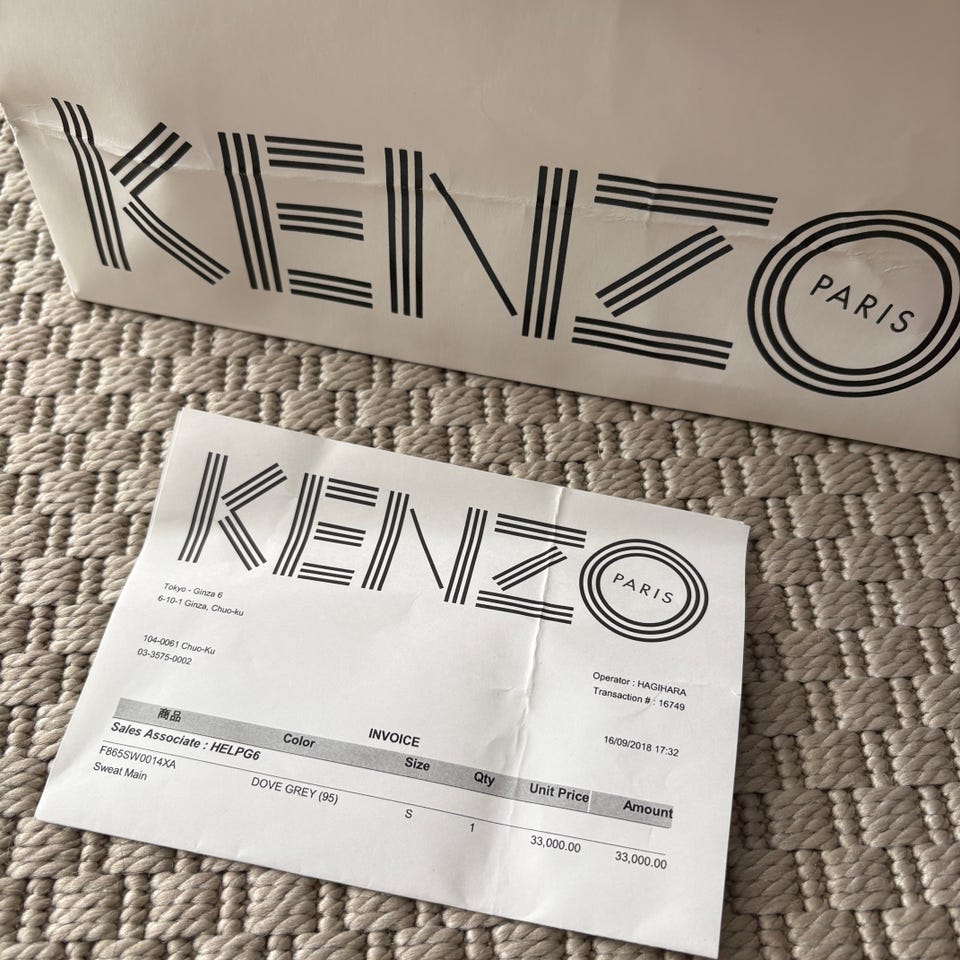 KENZO
PARIS
KENZO
PARIS
Tokyo - Ginza 6
6-10-1 Ginza, Chuo-ku
104-0061 Chuo-Ku
03-3575-0002
Operator : HAGIHARA
Transaction # : 16749
16/09/2018 17:32
INVOICE
商品 Color Size Qty Unit Price Amount
Sales Associate : HELPG6
F865SW0014XA DOVE GREY (95) S 1 33,000.00 33,000.00
Sweat Main